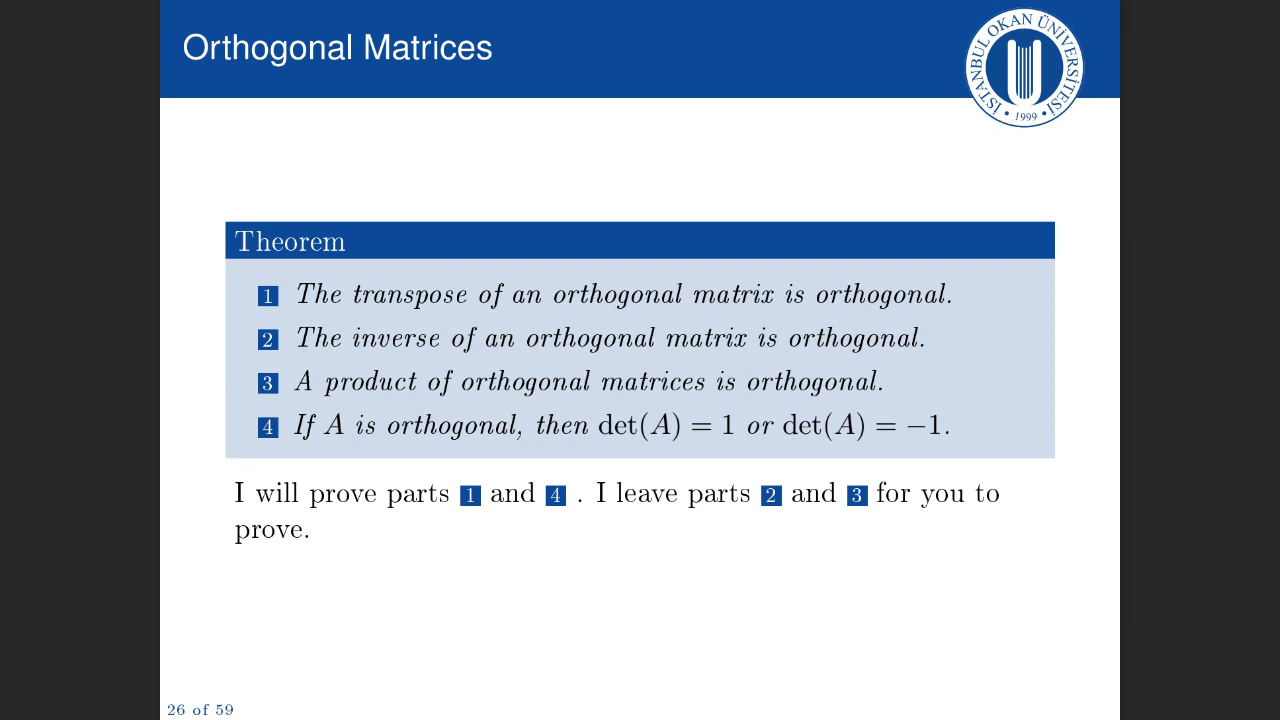 Orthogonal Matrices
İSTANBUL OKAN ÜNİVERSİTESİ
1999
Theorem
1 The transpose of an orthogonal matrix is orthogonal.
2 The inverse of an orthogonal matrix is orthogonal.
3 A product of orthogonal matrices is orthogonal.
4 If A is orthogonal, then det(A) = 1 or det(A) = −1.
I will prove parts 1 and 4 . I leave parts 2 and 3 for you to
prove.
26 of 59